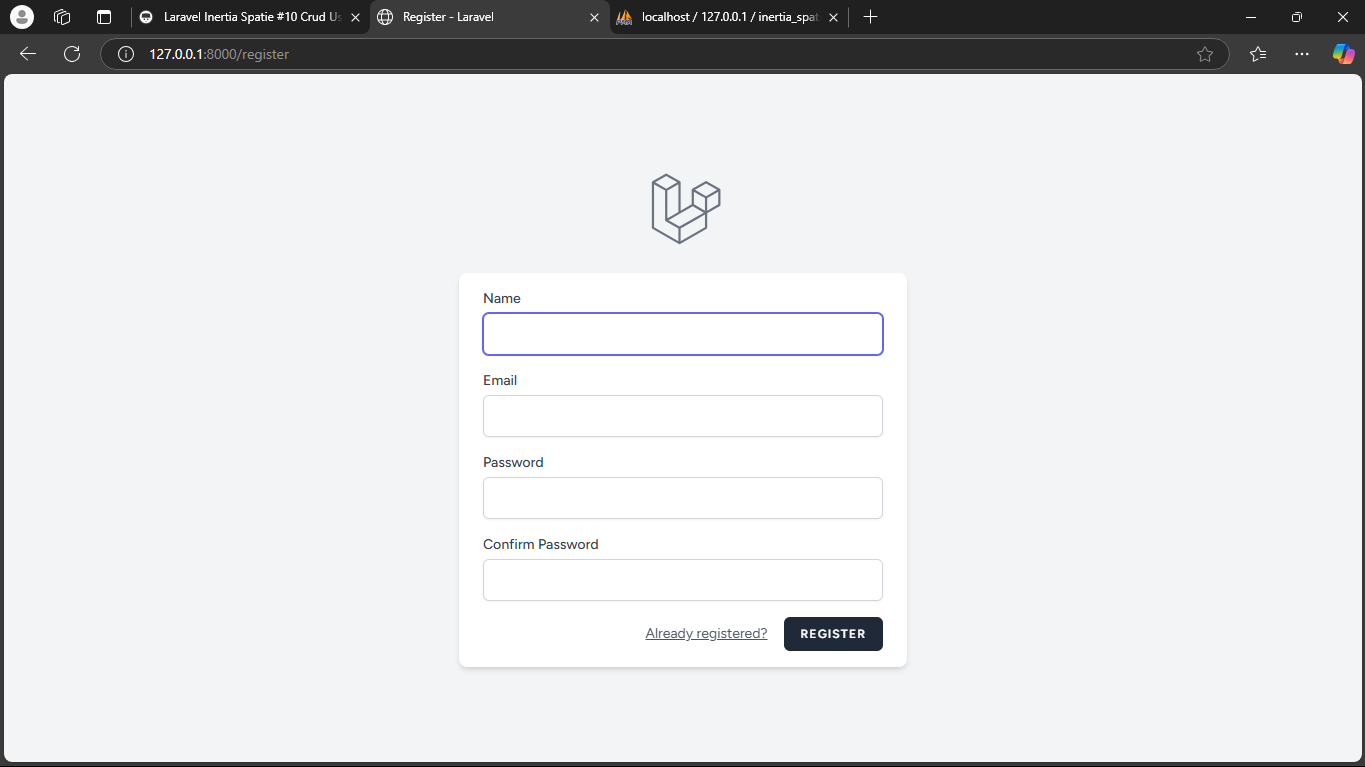 Laravel Inertia Spatie #10 Crud Us
Register - Laravel
localhost / 127.0.0.1 / inertia_spat
127.0.0.1:8000/register
Name
Email
Password
Confirm Password
Already registered?
REGISTER